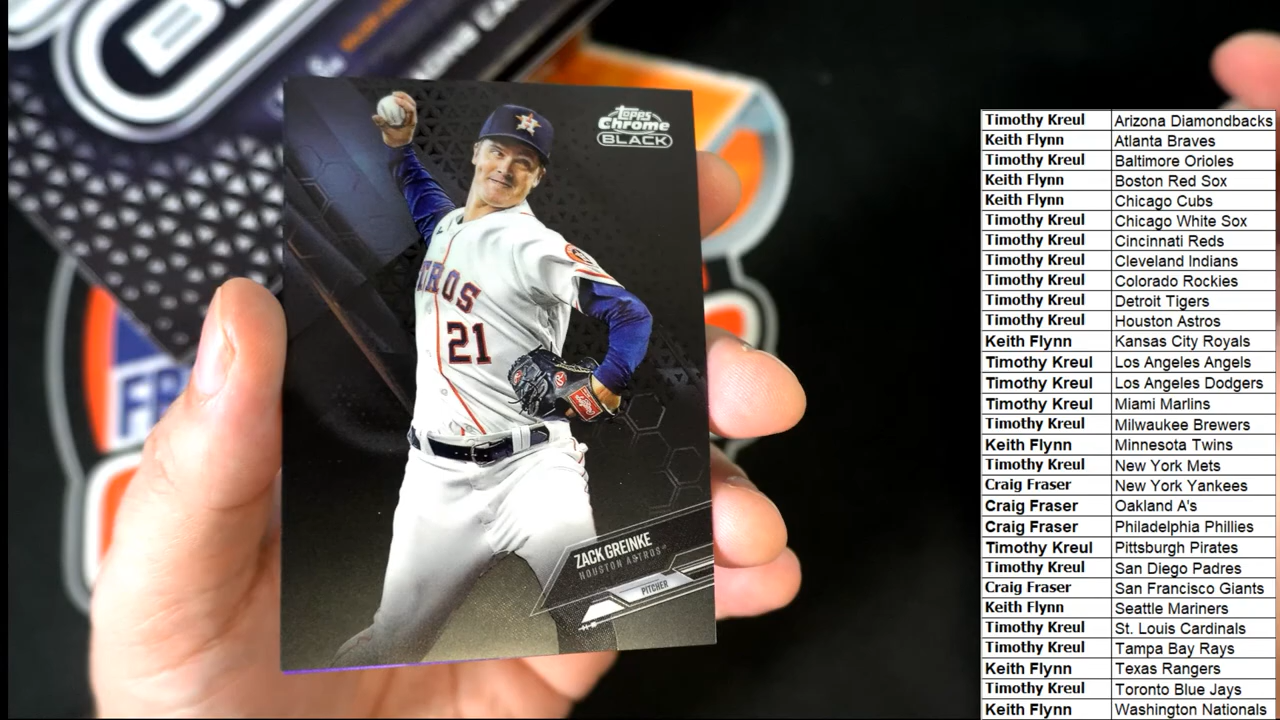 Topps
Chrome
BLACK
21
ZACK GREINKE
HOUSTON ASTROS
PITCHER
Timothy Kreul Arizona Diamondbacks
Keith Flynn Atlanta Braves
Timothy Kreul Baltimore Orioles
Keith Flynn Boston Red Sox
Keith Flynn Chicago Cubs
Timothy Kreul Chicago White Sox
Timothy Kreul Cincinnati Reds
Timothy Kreul Cleveland Indians
Timothy Kreul Colorado Rockies
Timothy Kreul Detroit Tigers
Timothy Kreul Houston Astros
Keith Flynn Kansas City Royals
Timothy Kreul Los Angeles Angels
Timothy Kreul Los Angeles Dodgers
Timothy Kreul Miami Marlins
Timothy Kreul Milwaukee Brewers
Keith Flynn Minnesota Twins
Timothy Kreul New York Mets
Craig Fraser New York Yankees
Craig Fraser Oakland A's
Craig Fraser Philadelphia Phillies
Timothy Kreul Pittsburgh Pirates
Timothy Kreul San Diego Padres
Craig Fraser San Francisco Giants
Keith Flynn Seattle Mariners
Timothy Kreul St. Louis Cardinals
Timothy Kreul Tampa Bay Rays
Keith Flynn Texas Rangers
Timothy Kreul Toronto Blue Jays
Keith Flynn Washington Nationals